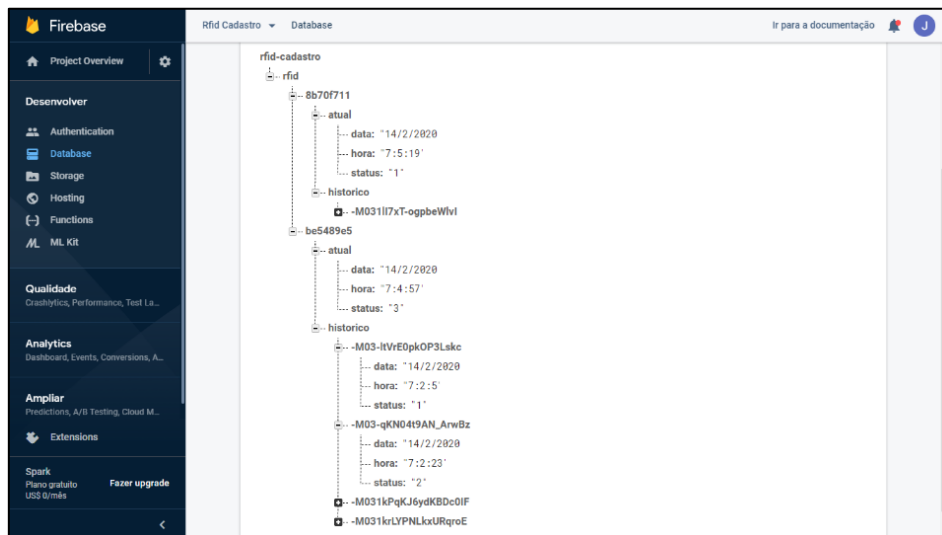 Firebase
Rfid Cadastro Database
Ir para a documentação
J
Project Overview
Desenvolver
Authentication
Database
Storage
Hosting
Functions
ML Kit
Qualidade
Crashlytics, Performance, Test La...
Analytics
Dashboard, Events, Conversions, A...
Ampliar
Predictions, A/B Testing, Cloud M...
Extensions
Spark
Plano gratuito
US$ 0/mês
Fazer upgrade
rfid-cadastro
rfid
8b70f711
atual
data: "14/2/2020
hora: "7:5:19'
status: "1"
historico
be5489e5
atual
data: "14/2/2020
hora: "7:4:57'
status: "3"
historico
-M03-ltVrE0pkOP3Lskc
data: "14/2/2020
hora: "7:2:5'
status: "1"
-M03-qKN04t9AN_ArwBz
data: "14/2/2020
hora: "7:2:23'
status: "2"
-M031kPqKJ6ydKBDc0IF
-M031krLYPNLkxURqroE